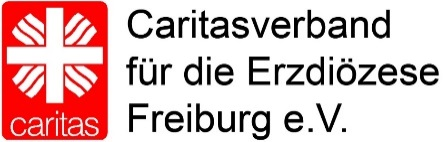 caritas
Caritasverband
für die Erzdiözese
Freiburg e.V.